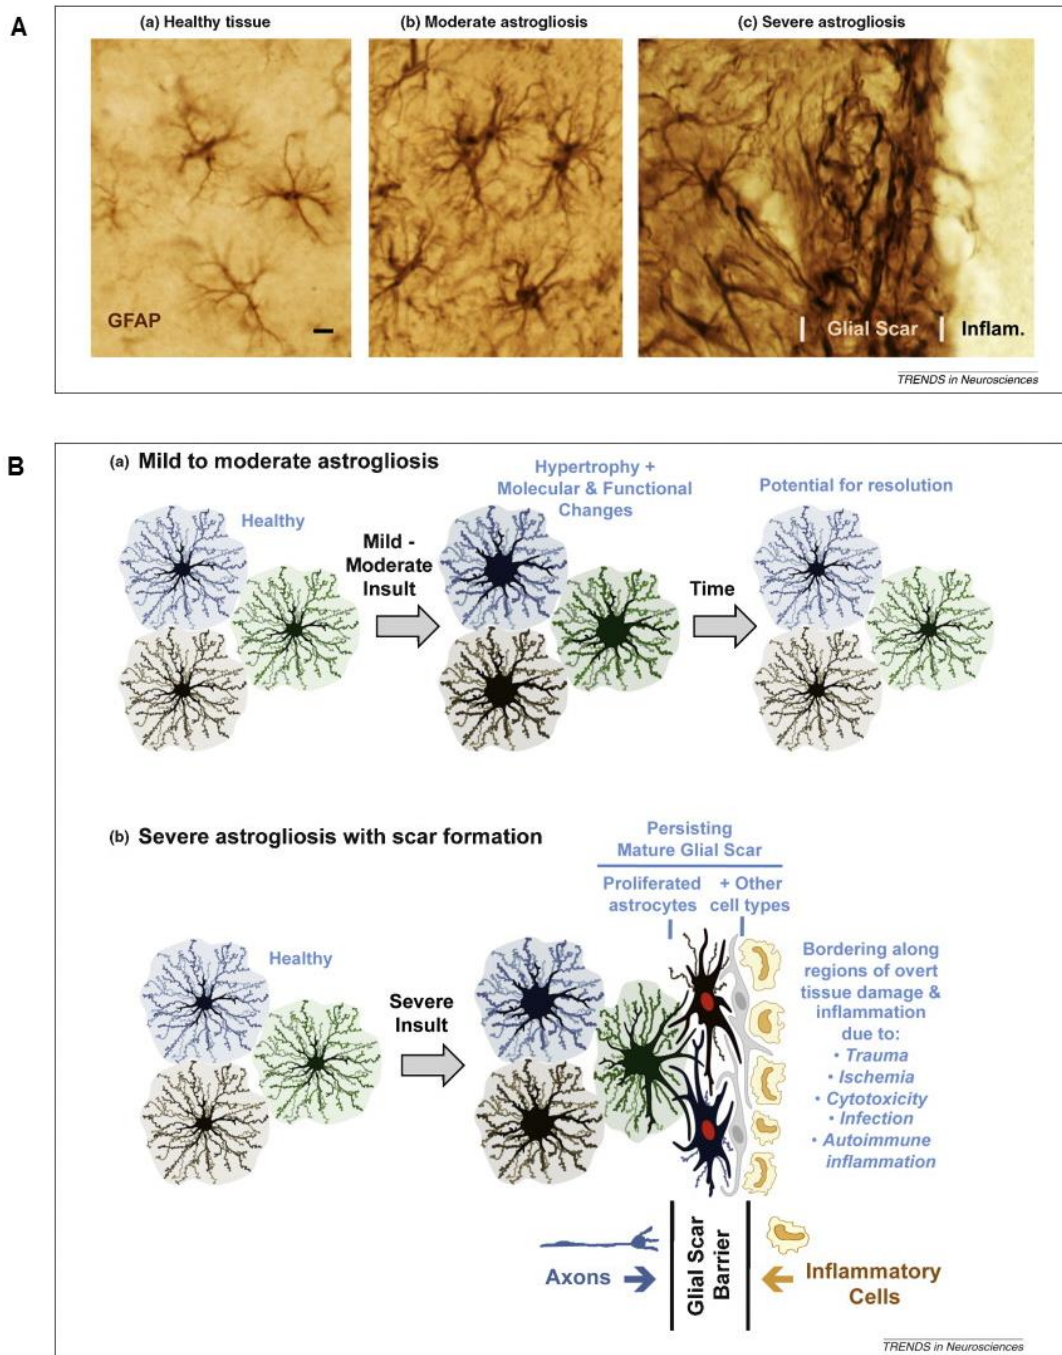 A
(a) Healthy tissue
(b) Moderate astrogliosis
(c) Severe astrogliosis
GFAP
Glial Scar
Inflam.
TRENDS in Neurosciences
B
(a) Mild to moderate astrogliosis
Healthy
Mild -
Moderate
Insult
Hypertrophy +
Molecular & Functional
Changes
Time
Potential for resolution
(b) Severe astrogliosis with scar formation
Healthy
Severe
Insult
Persisting
Mature Glial Scar
Proliferated
astrocytes
+ Other
cell types
Bordering along
regions of overt
tissue damage &
inflammation
due to:
• Trauma
• Ischemia
• Cytotoxicity
• Infection
• Autoimmune
inflammation
Axons
Glial Scar
Barrier
Inflammatory
Cells
TRENDS in Neurosciences